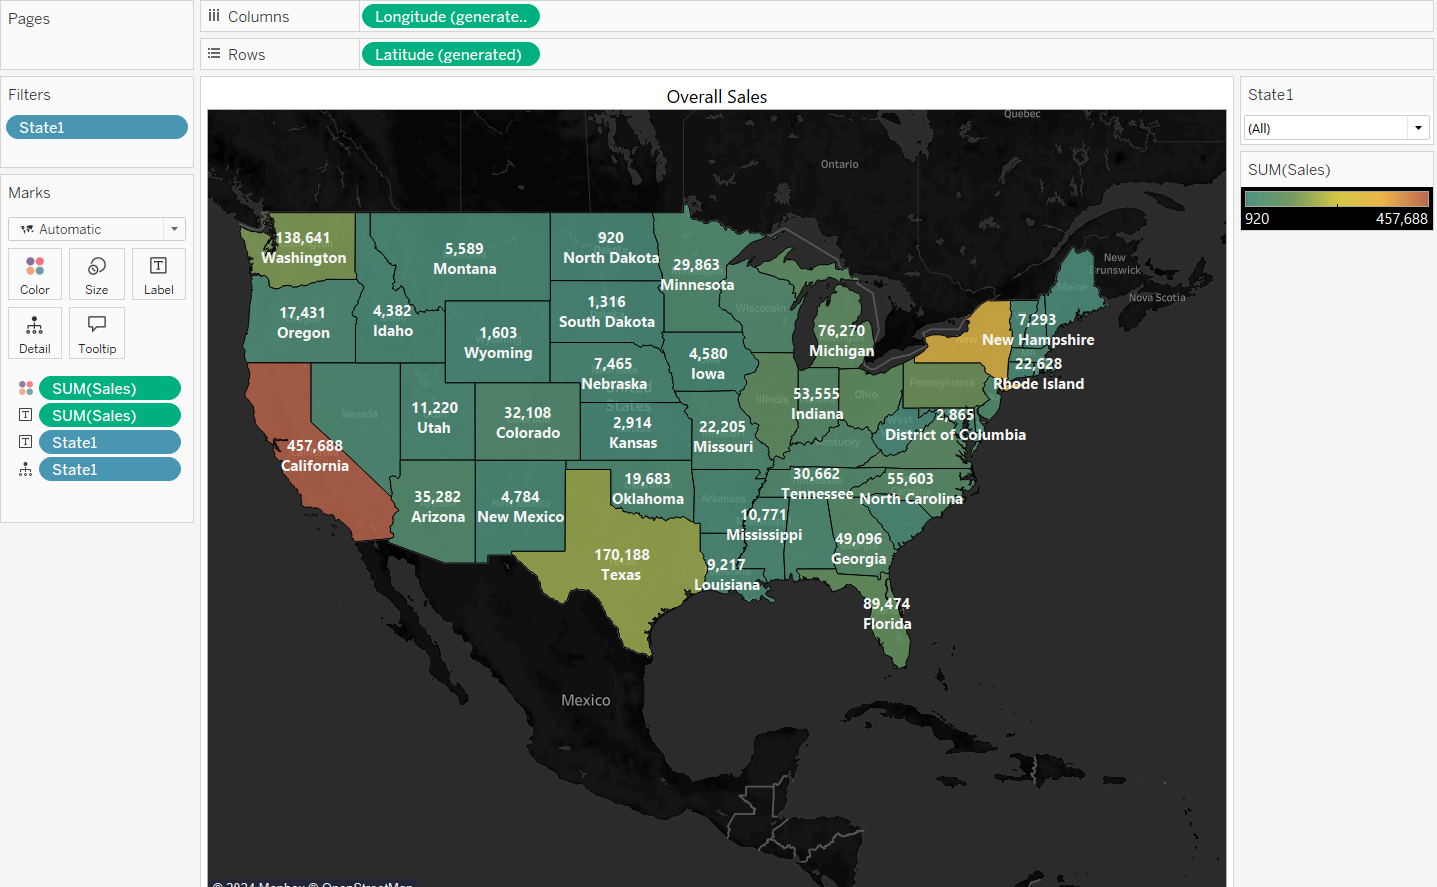 Pages
Columns
Longitude (generate..
Rows
Latitude (generated)
Filters
State1
Marks
Automatic
Color
Size
Label
Detail
Tooltip
SUM(Sales)
SUM(Sales)
State1
State1
Overall Sales
Quebec
Ontario
New
Brunswick
Nova Scotia
Maine
138,641
Washington
5,589
Montana
920
North Dakota
29,863
Minnesota
Wisconsin
17,431
Oregon
4,382
Idaho
1,603
Wyoming
1,316
South Dakota
76,270
Michigan
New
7,293
New Hampshire
22,628
Rhode Island
7,465
Nebraska
United
States
4,580
Iowa
Illinois
53,555
Indiana
Ohio
Pennsylvania
Nevada
11,220
Utah
32,108
Colorado
2,914
Kansas
22,205
Missouri
Kentucky
West
2,865
District of Columbia
457,688
California
35,282
Arizona
4,784
New Mexico
19,683
Oklahoma
Arkansas
30,662
Tennessee
55,603
North Carolina
10,771
Mississippi
49,096
Georgia
170,188
Texas
9,217
Louisiana
89,474
Florida
Mexico
© 2024 Mapbox © OpenStreetMap
State1
(All)
SUM(Sales)
920
457,688